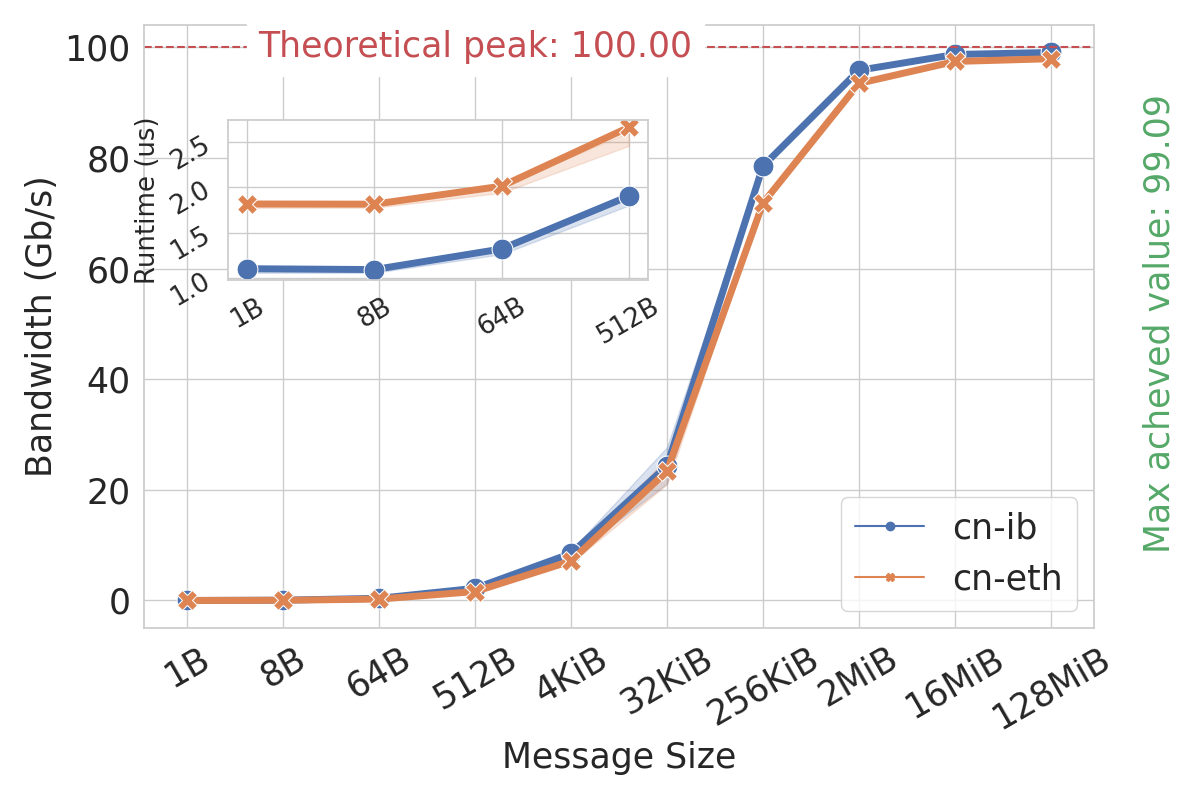 Theoretical peak: 100.00
Bandwidth (Gb/s)
100
80
60
40
20
0
Runtime (us)
2.5
2.0
1.5
1.0
1B
8B
64B
512B
cn-ib
cn-eth
1B
8B
64B
512B
4KiB
32KiB
256KiB
2MiB
16MiB
128MiB
Message Size
Max acheved value: 99.09